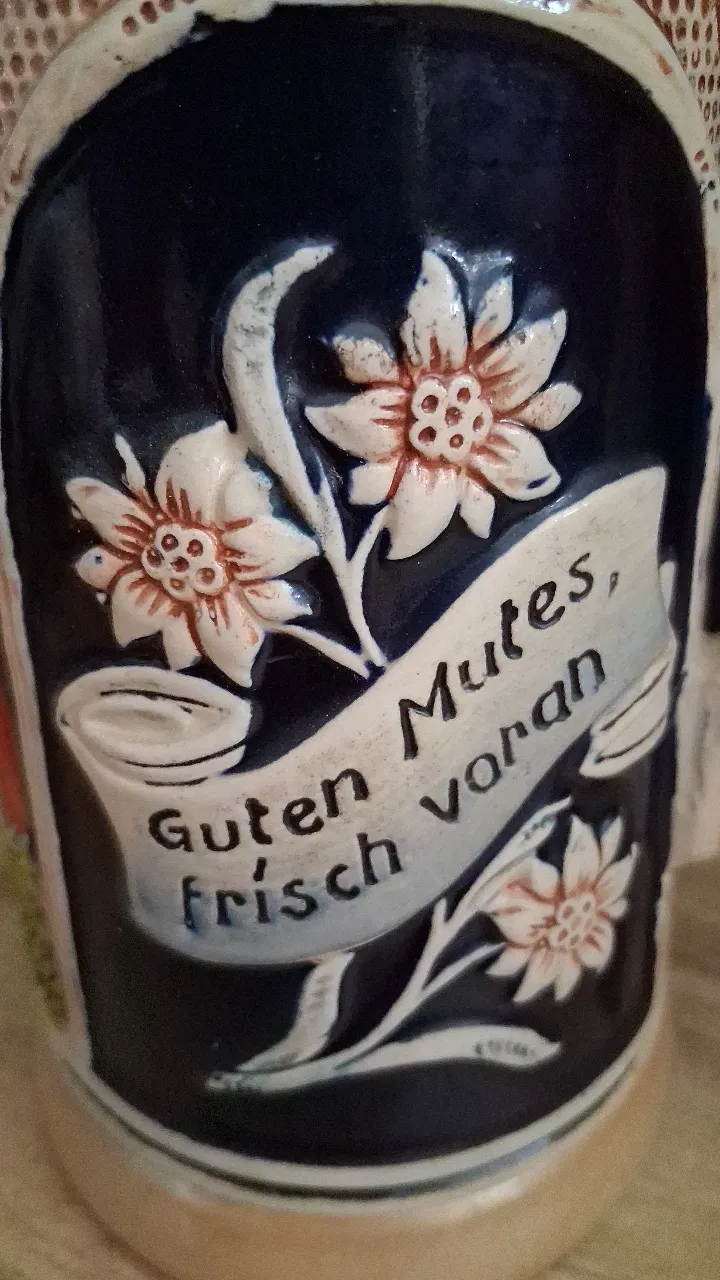 Guten Mutes,
frisch voran